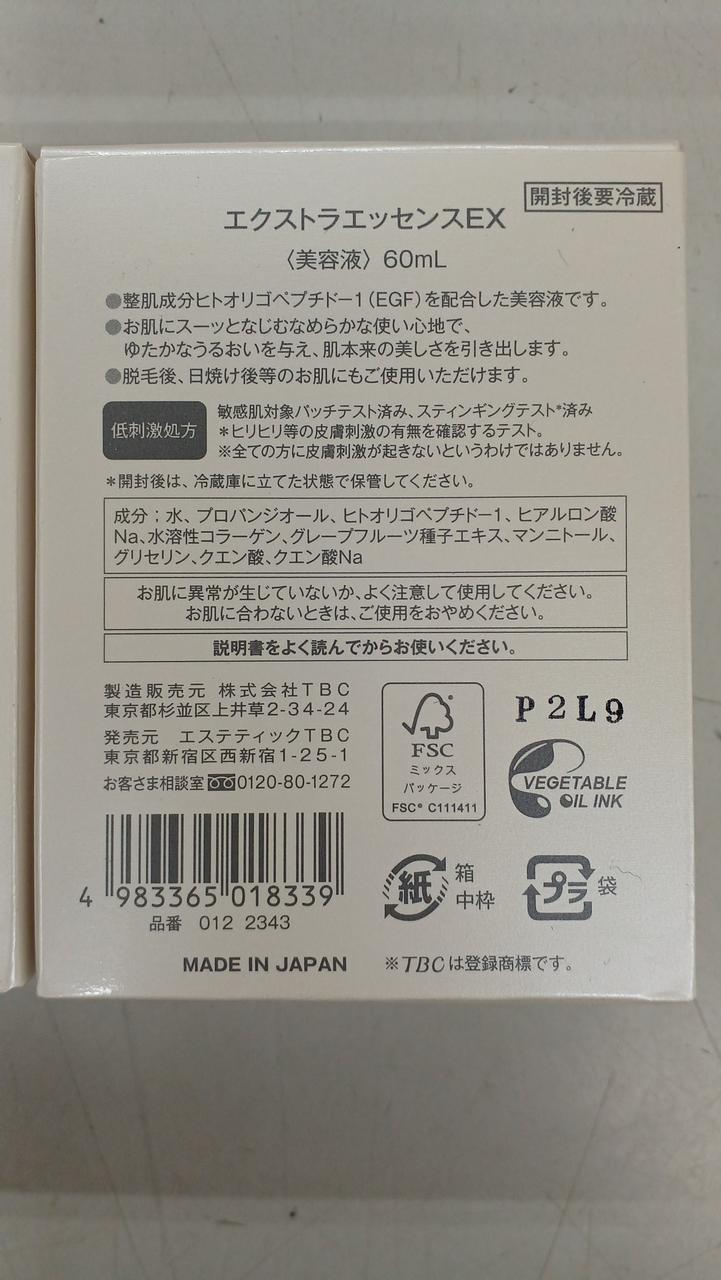 開封後要冷蔵
エクストラエッセンスEX
〈美容液〉60mL
●整肌成分ヒトオリゴペプチド-1(EGF)を配合した美容液です。
●お肌にスーッとなじむなめらかな使い心地で、
ゆたかなうるおいを与え、肌本来の美しさを引き出します。
●脱毛後、日焼け後等のお肌にもご使用いただけます。
低刺激処方
敏感肌対象パッチテスト済み、スティンギングテスト*済み
*ヒリヒリ等の皮膚刺激の有無を確認するテスト。
※全ての方に皮膚刺激が起きないというわけではありません。
*開封後は、冷蔵庫に立てた状態で保管してください。
成分;水、プロパンジオール、ヒトオリゴペプチド-1、ヒアルロン酸
Na、水溶性コラーゲン、グレープフルーツ種子エキス、マンニトール、
グリセリン、クエン酸、クエン酸Na
お肌に異常が生じていないか、よく注意して使用してください。
お肌に合わないときは、ご使用をおやめください。
説明書をよく読んでからお使いください。
製造販売元 株式会社TBC
東京都杉並区上井草2-34-24
発売元 エステティックTBC
東京都新宿区西新宿1-25-1
お客さま相談室 0120-80-1272
FSC
ミックス
パッケージ
FSC® C111411
P2L9
VEGETABLE
OIL INK
4 983365 018339
品番 012 2343
紙 箱
中枠
プラ 袋
MADE IN JAPAN
※TBCは登録商標です。